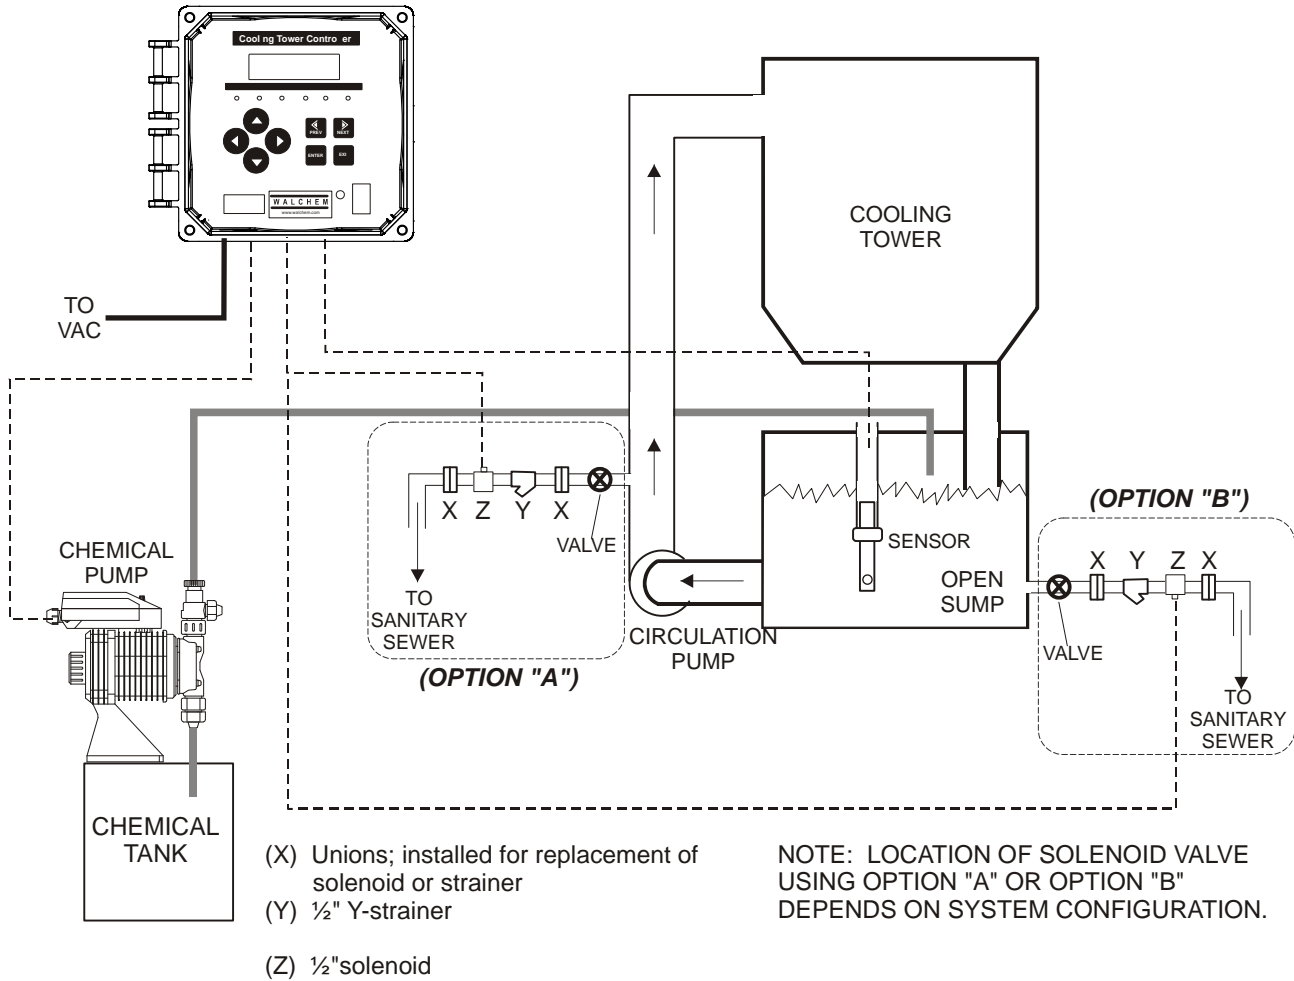 Cool ng Tower Contro er
PREV NEXT
ENTER EXI
WALCHEM
www.walchem.com
TO
VAC
COOLING
TOWER
X Z Y X
VALVE
TO
SANITARY
SEWER
(OPTION "A")
CHEMICAL
PUMP
SENSOR
OPEN
SUMP
CIRCULATION
PUMP
(OPTION "B")
X Y Z X
VALVE
TO
SANITARY
SEWER
CHEMICAL
TANK
(X) Unions; installed for replacement of
solenoid or strainer
(Y) ½" Y-strainer
(Z) ½"solenoid
NOTE: LOCATION OF SOLENOID VALVE
USING OPTION "A" OR OPTION "B"
DEPENDS ON SYSTEM CONFIGURATION.